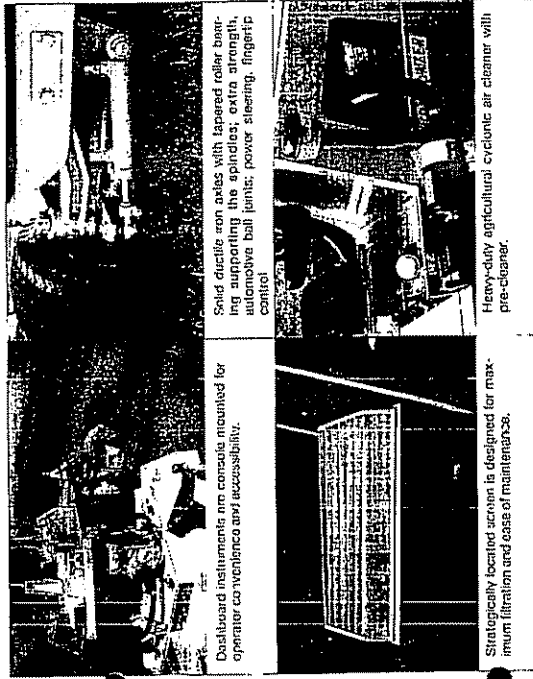 Dashboard instruments are console mounted for
operator convenience and accessibility.
Solid ductile iron axles with tapered roller bear-
ing supporting the spindles; extra strength,
automotive ball joints; power steering, fingertip
control
Strategically located screen is designed for max-
imum filtration and ease of maintenance.
Heavy-duty agricultural cyclonic air cleaner with
pre-cleaner.